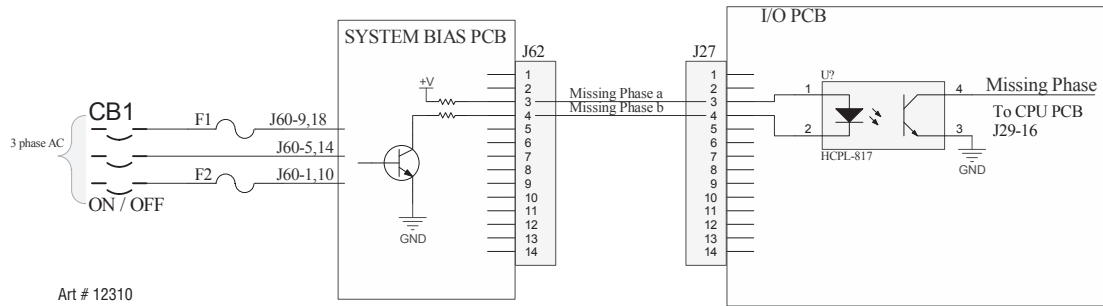 I/O PCB
SYSTEM BIAS PCB
J62
J27
+V
1
2
3
4
5
6
7
8
9
10
11
12
13
14
Missing Phase a
Missing Phase b
1
2
3
4
5
6
7
8
9
10
11
12
13
14
U?
1
2
4
3
HCPL-817
Missing Phase
To CPU PCB
J29-16
GND
CB1
3 phase AC
F1
J60-9,18
J60-5,14
F2
J60-1,10
ON / OFF
GND
Art # 12310